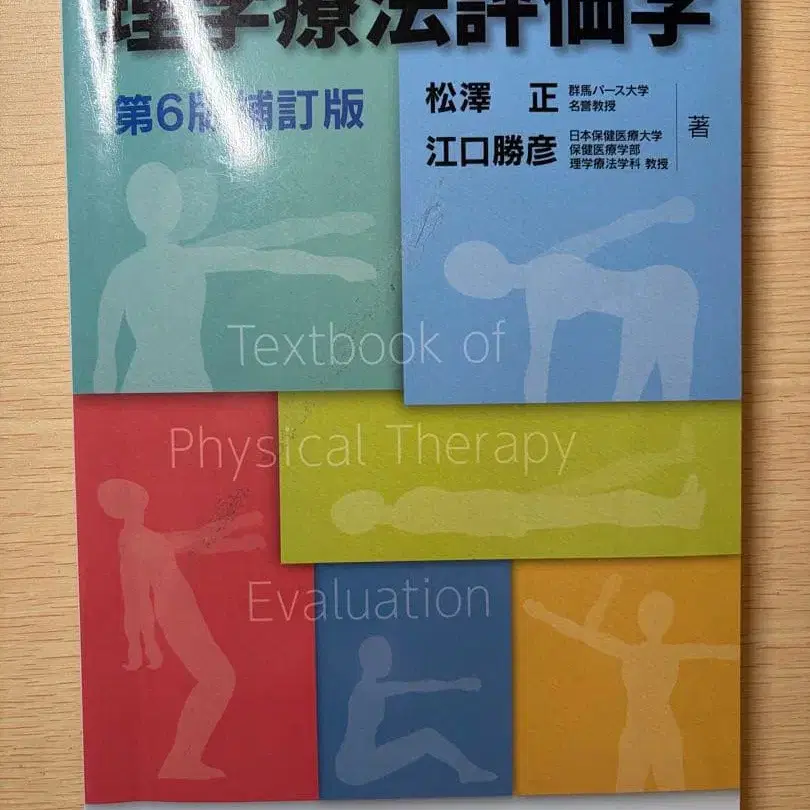 理学療法評価学
第6版 補訂版
松澤 正 群馬パース大学
名誉教授
江口勝彦 日本保健医療大学
保健医療学部
理学療法学科 教授
著
Textbook of
Physical Therapy
Evaluation